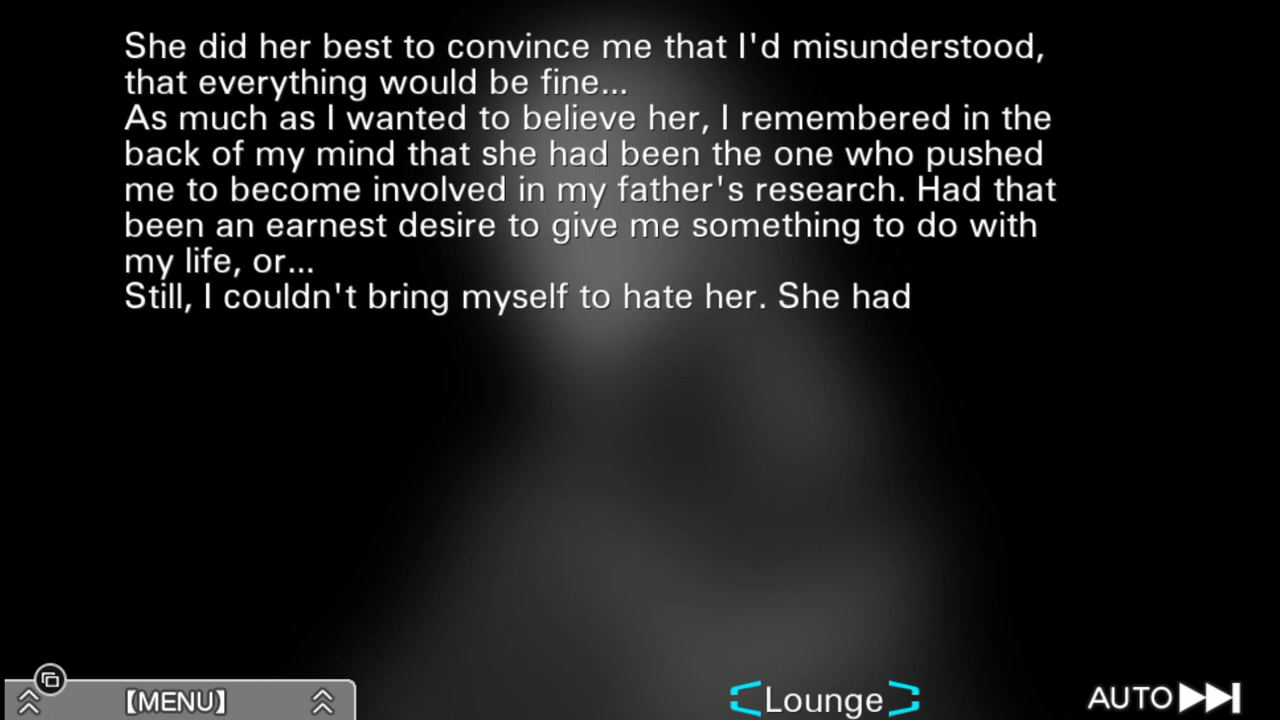 She did her best to convince me that I'd misunderstood,
that everything would be fine...
As much as I wanted to believe her, I remembered in the
back of my mind that she had been the one who pushed
me to become involved in my father's research. Had that
been an earnest desire to give me something to do with
my life, or...
Still, I couldn't bring myself to hate her. She had
【MENU】
Lounge
AUTO